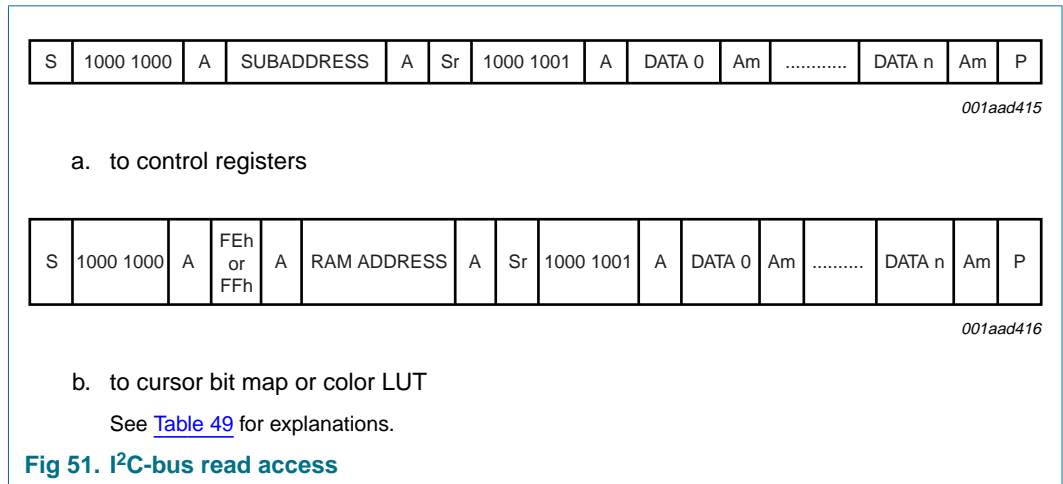 S 1000 1000 A SUBADDRESS A Sr 1000 1001 A DATA 0 Am ............ DATA n Am P
001aad415
a. to control registers
S 1000 1000 A FEh or FFh A RAM ADDRESS A Sr 1000 1001 A DATA 0 Am .......... DATA n Am P
001aad416
b. to cursor bit map or color LUT
See Table 49 for explanations.
Fig 51. I²C-bus read access